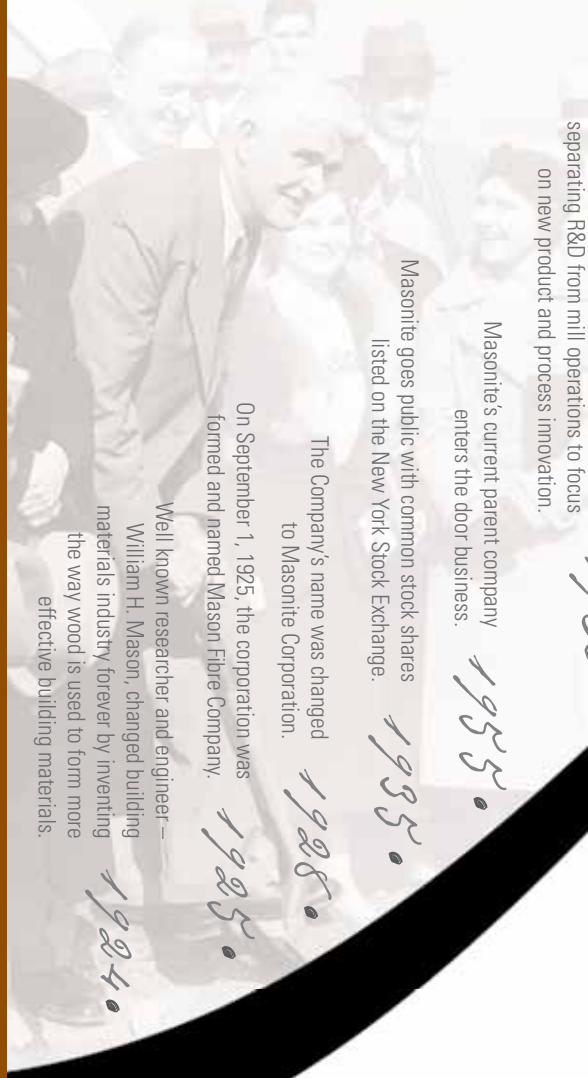 separating R&D from mill operations to focus
on new product and process innovation.
Masonite's current parent company
enters the door business.
1955
Masonite goes public with common stock shares
listed on the New York Stock Exchange.
1935
The Company's name was changed
to Masonite Corporation.
1928
On September 1, 1925, the corporation was
formed and named Mason Fibre Company.
1925
Well known researcher and engineer –
William H. Mason, changed building
materials industry forever by inventing
the way wood is used to form more
effective building materials.
1924